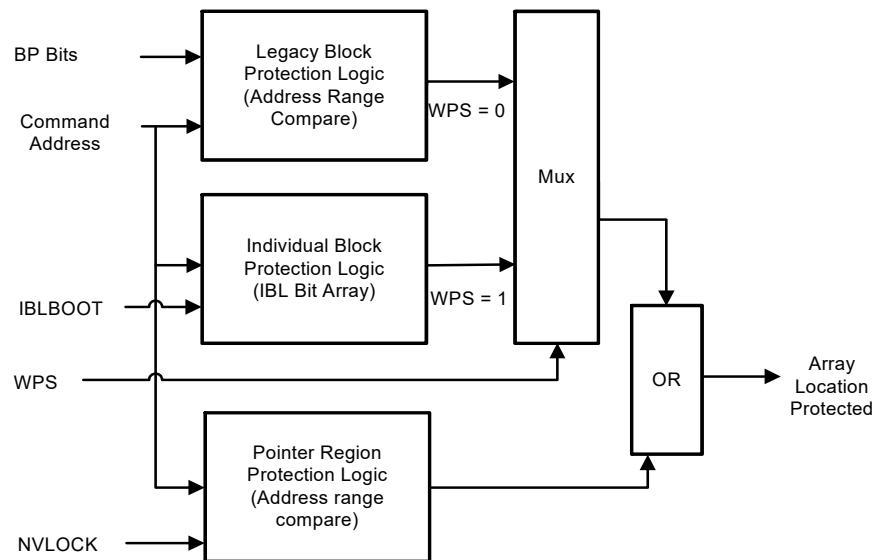 BP Bits
Command
Address
Legacy Block
Protection Logic
(Address Range
Compare)
WPS = 0
Mux
Individual Block
Protection Logic
(IBL Bit Array)
WPS = 1
IBLBOOT
WPS
OR
Array
Location
Protected
Pointer Region
Protection Logic
(Address range
compare)
NVLOCK